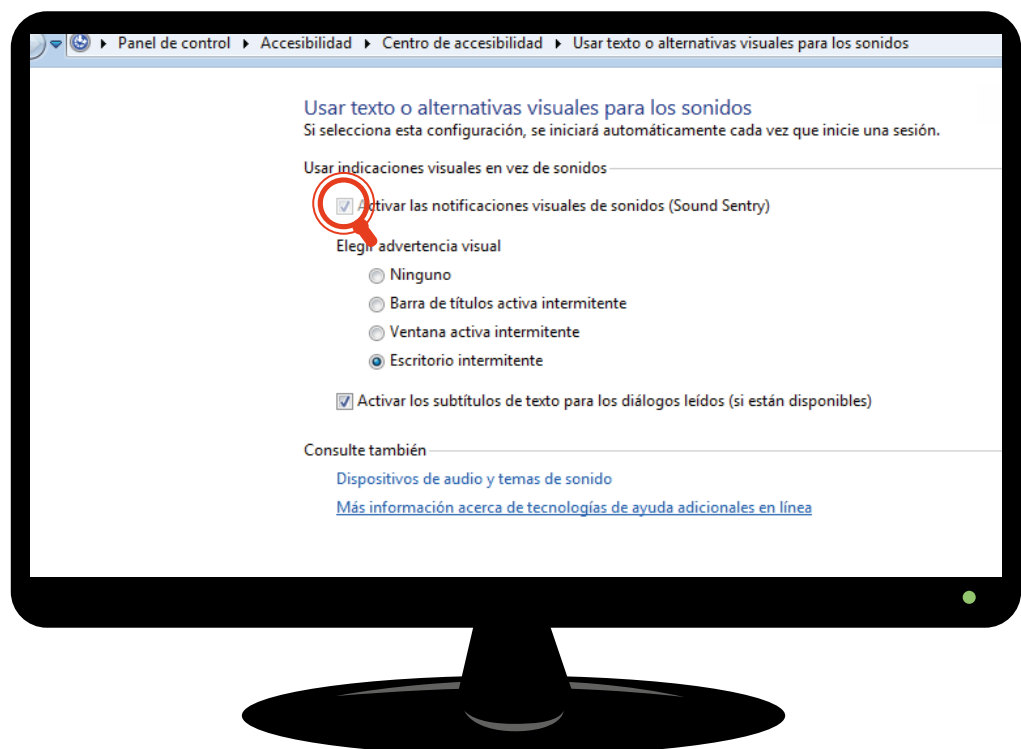 Panel de control ▸ Accesibilidad ▸ Centro de accesibilidad ▸ Usar texto o alternativas visuales para los sonidos
Usar texto o alternativas visuales para los sonidos
Si selecciona esta configuración, se iniciará automáticamente cada vez que inicie una sesión.
Usar indicaciones visuales en vez de sonidos
Activar las notificaciones visuales de sonidos (Sound Sentry)
Elegir advertencia visual
Ninguno
Barra de títulos activa intermitente
Ventana activa intermitente
Escritorio intermitente
Activar los subtítulos de texto para los diálogos leídos (si están disponibles)
Consulte también
Dispositivos de audio y temas de sonido
Más información acerca de tecnologías de ayuda adicionales en línea